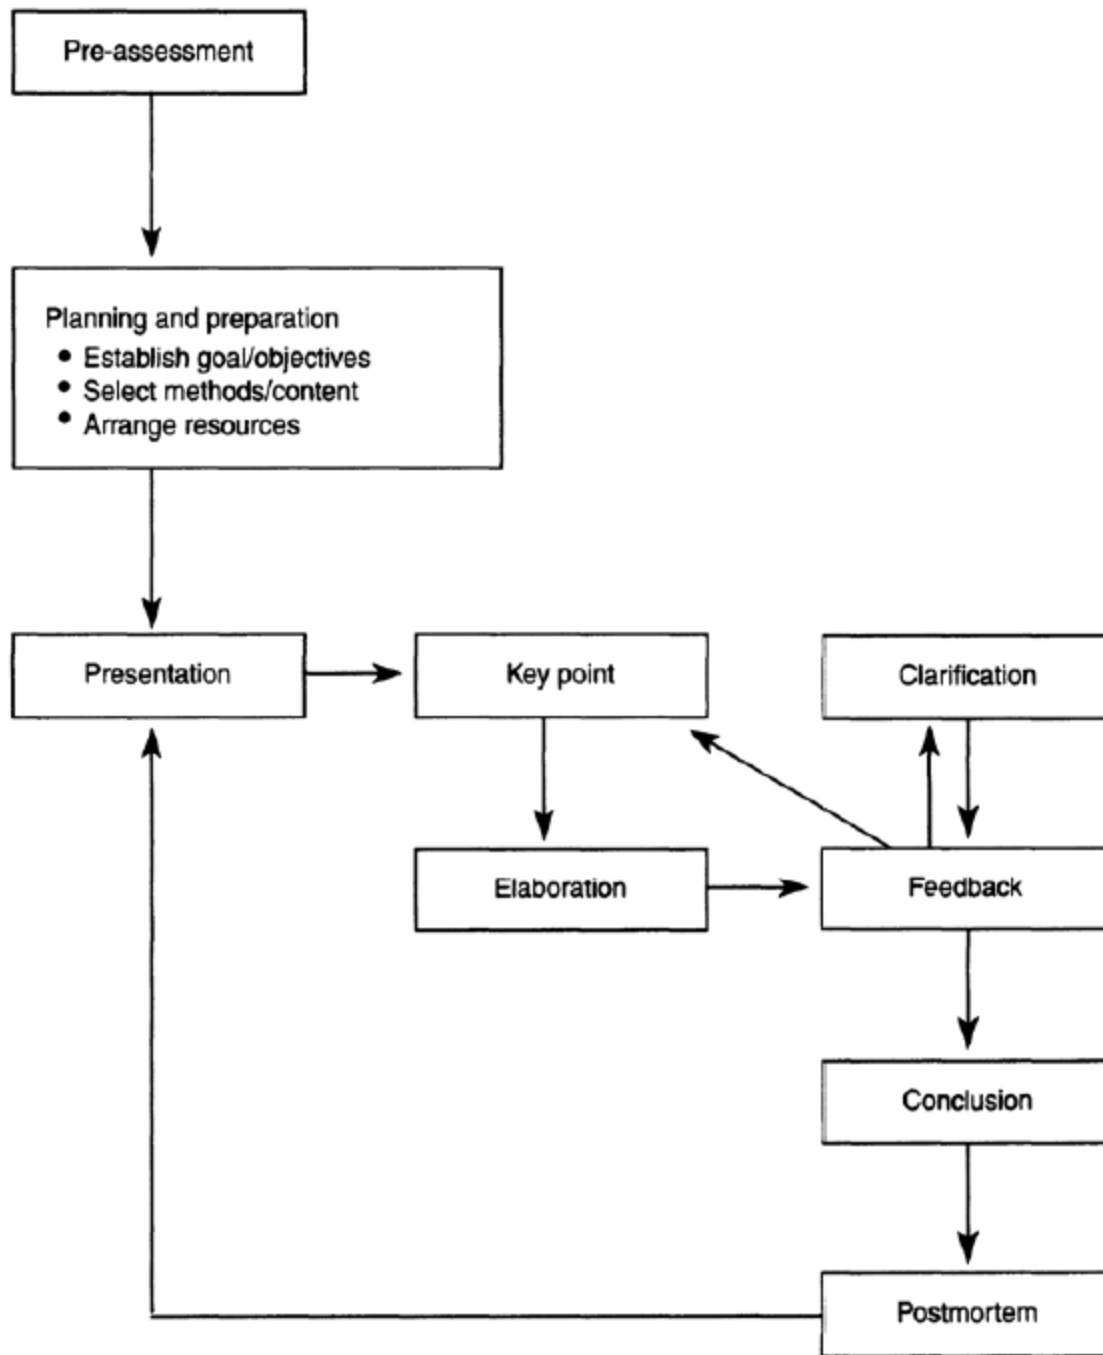 Pre-assessment
Planning and preparation
• Establish goal/objectives
• Select methods/content
• Arrange resources
Presentation
Key point
Clarification
Elaboration
Feedback
Conclusion
Postmortem